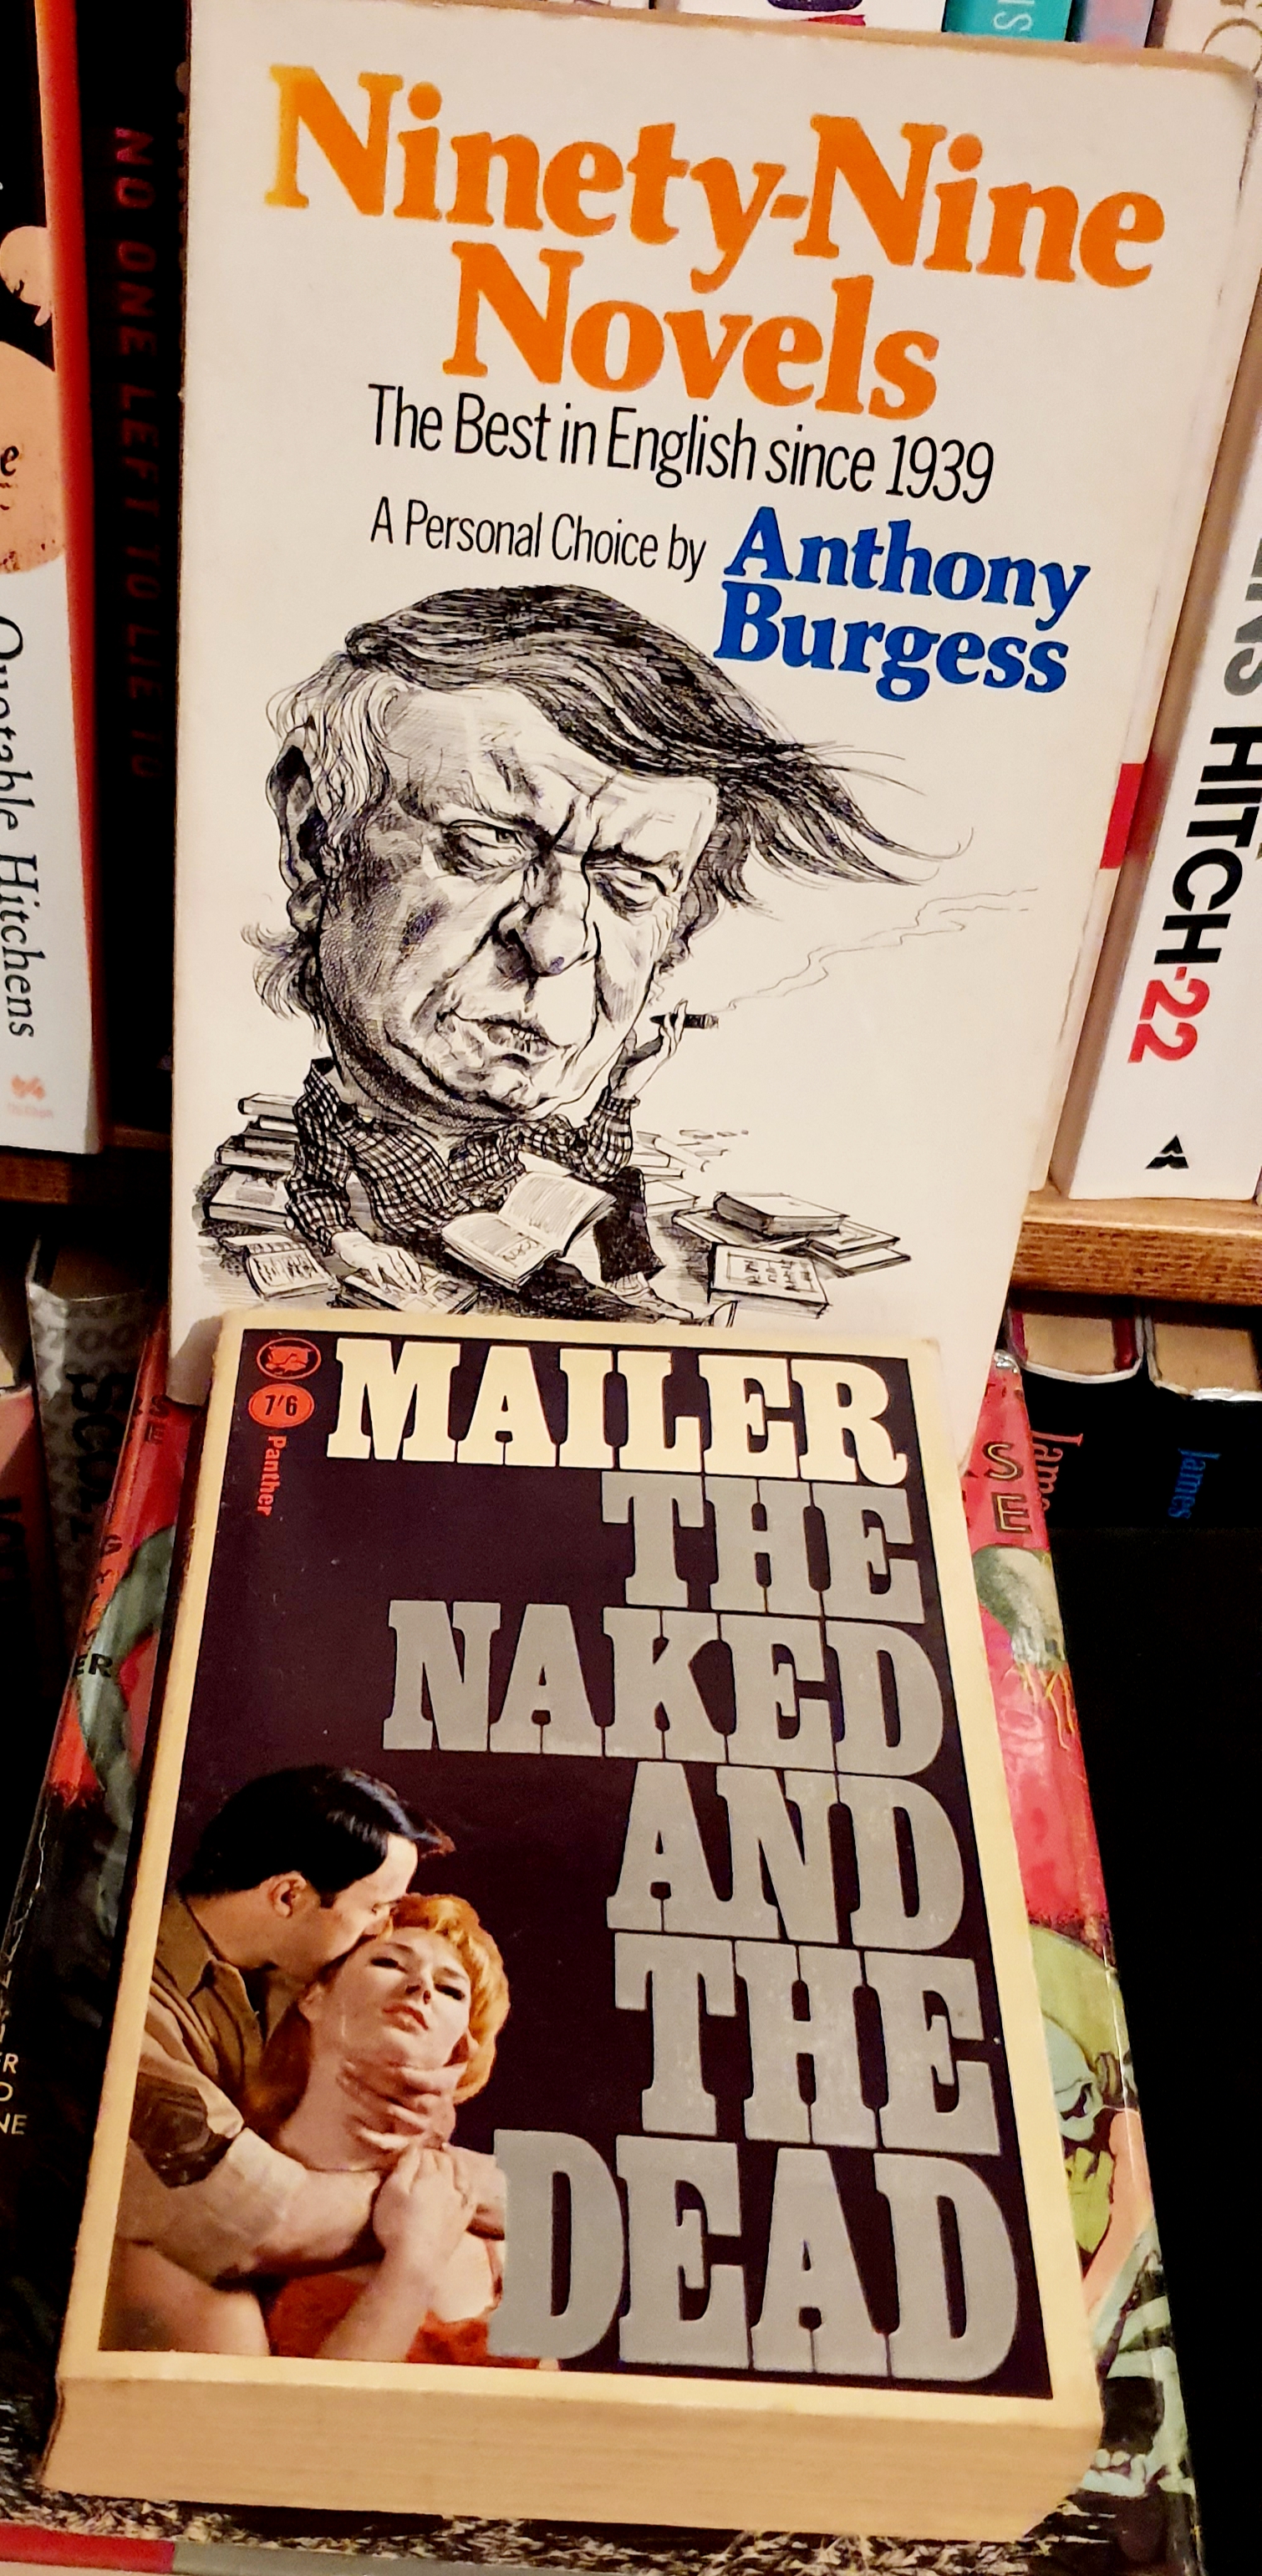 Ninety-Nine
Novels
The Best in English since 1939
A Personal Choice by Anthony
Burgess
NO ONE LEFT TO LIE TO
Quotable Hitchens
HITCH-22
MAILER
7'6
Panther
THE
NAKED
AND
THE
DEAD
James
James